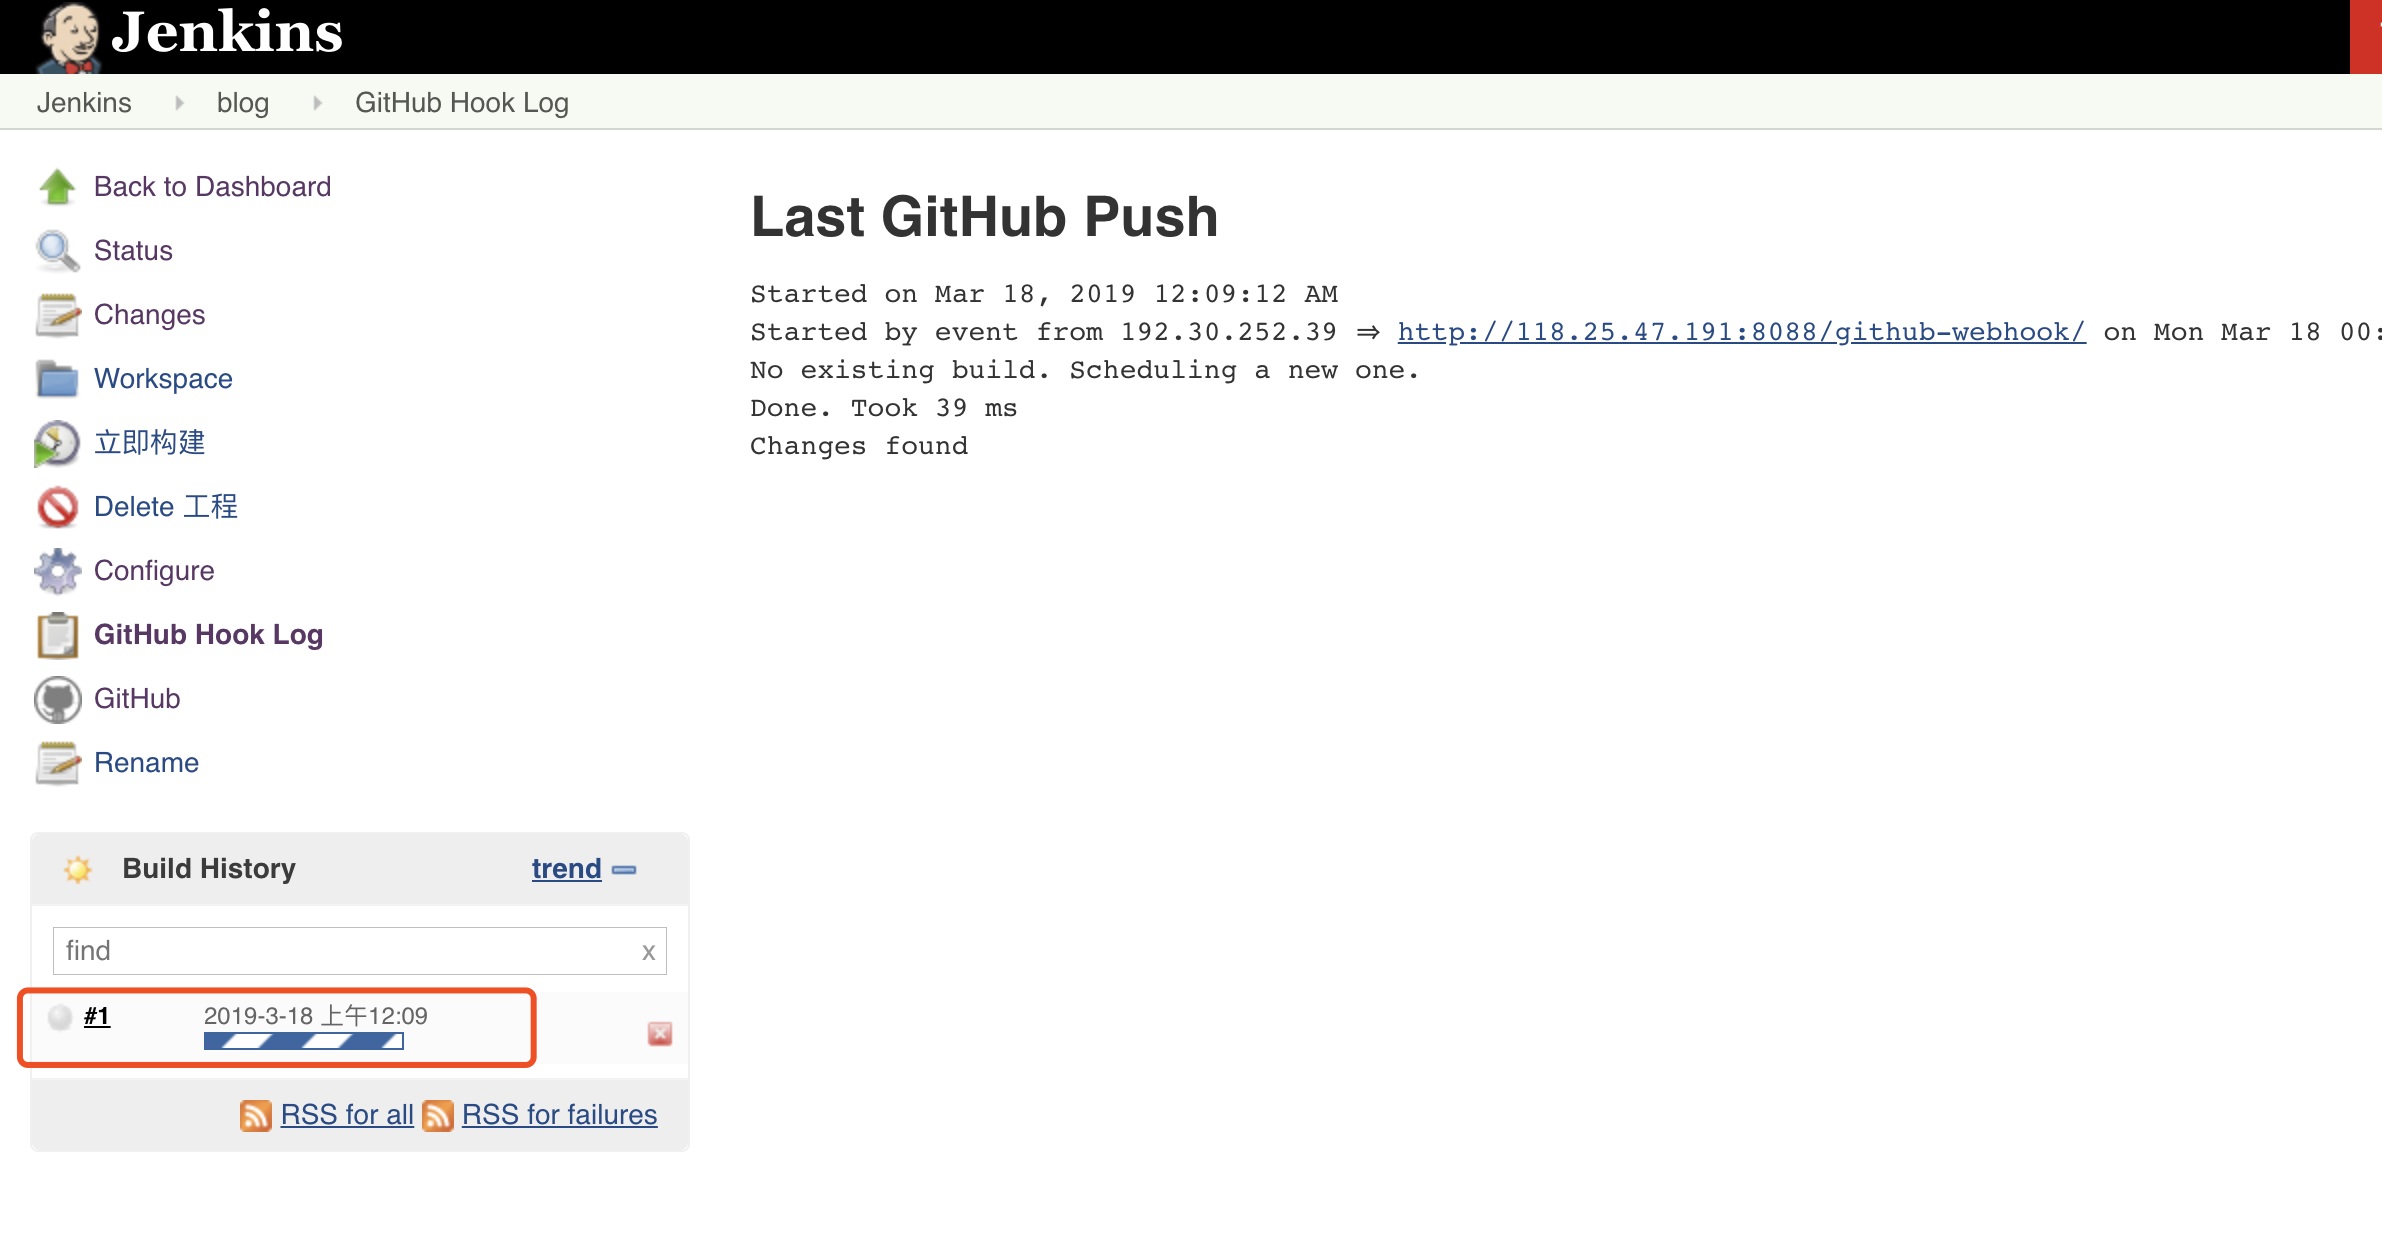 Jenkins
Jenkins blog GitHub Hook Log
Back to Dashboard
Status
Changes
Workspace
立即构建
Delete 工程
Configure
GitHub Hook Log
GitHub
Rename
Build History trend
find x
#1 2019-3-18 上午12:09
RSS for all RSS for failures
Last GitHub Push
Started on Mar 18, 2019 12:09:12 AM
Started by event from 192.30.252.39 ⇒ http://118.25.47.191:8088/github-webhook/ on Mon Mar 18 00:
No existing build. Scheduling a new one.
Done. Took 39 ms
Changes found